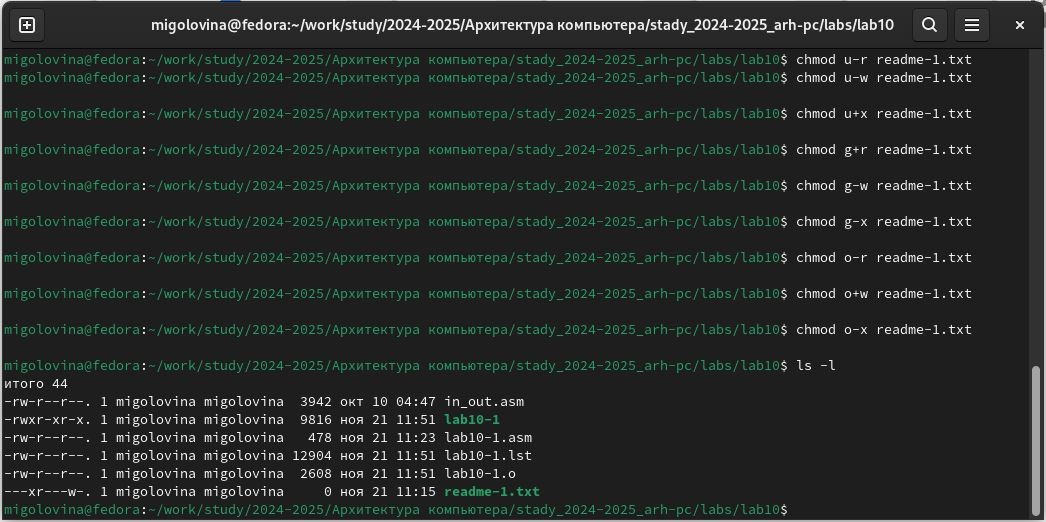 migolovina@fedora:~/work/study/2024-2025/Архитектура компьютера/stady_2024-2025_arh-pc/labs/lab10
migolovina@fedora:~/work/study/2024-2025/Архитектура компьютера/stady_2024-2025_arh-pc/labs/lab10$ chmod u-r readme-1.txt
migolovina@fedora:~/work/study/2024-2025/Архитектура компьютера/stady_2024-2025_arh-pc/labs/lab10$ chmod u-w readme-1.txt
migolovina@fedora:~/work/study/2024-2025/Архитектура компьютера/stady_2024-2025_arh-pc/labs/lab10$ chmod u+x readme-1.txt
migolovina@fedora:~/work/study/2024-2025/Архитектура компьютера/stady_2024-2025_arh-pc/labs/lab10$ chmod g+r readme-1.txt
migolovina@fedora:~/work/study/2024-2025/Архитектура компьютера/stady_2024-2025_arh-pc/labs/lab10$ chmod g-w readme-1.txt
migolovina@fedora:~/work/study/2024-2025/Архитектура компьютера/stady_2024-2025_arh-pc/labs/lab10$ chmod g-x readme-1.txt
migolovina@fedora:~/work/study/2024-2025/Архитектура компьютера/stady_2024-2025_arh-pc/labs/lab10$ chmod o-r readme-1.txt
migolovina@fedora:~/work/study/2024-2025/Архитектура компьютера/stady_2024-2025_arh-pc/labs/lab10$ chmod o+w readme-1.txt
migolovina@fedora:~/work/study/2024-2025/Архитектура компьютера/stady_2024-2025_arh-pc/labs/lab10$ chmod o-x readme-1.txt
migolovina@fedora:~/work/study/2024-2025/Архитектура компьютера/stady_2024-2025_arh-pc/labs/lab10$ ls -l
итого 44
-rw-r--r--. 1 migolovina migolovina  3942 окт 10 04:47 in_out.asm
-rwxr-xr-x. 1 migolovina migolovina  9816 ноя 21 11:51 lab10-1
-rw-r--r--. 1 migolovina migolovina   478 ноя 21 11:23 lab10-1.asm
-rw-r--r--. 1 migolovina migolovina 12904 ноя 21 11:51 lab10-1.lst
-rw-r--r--. 1 migolovina migolovina  2608 ноя 21 11:51 lab10-1.o
---xr---w-. 1 migolovina migolovina     0 ноя 21 11:15 readme-1.txt
migolovina@fedora:~/work/study/2024-2025/Архитектура компьютера/stady_2024-2025_arh-pc/labs/lab10$